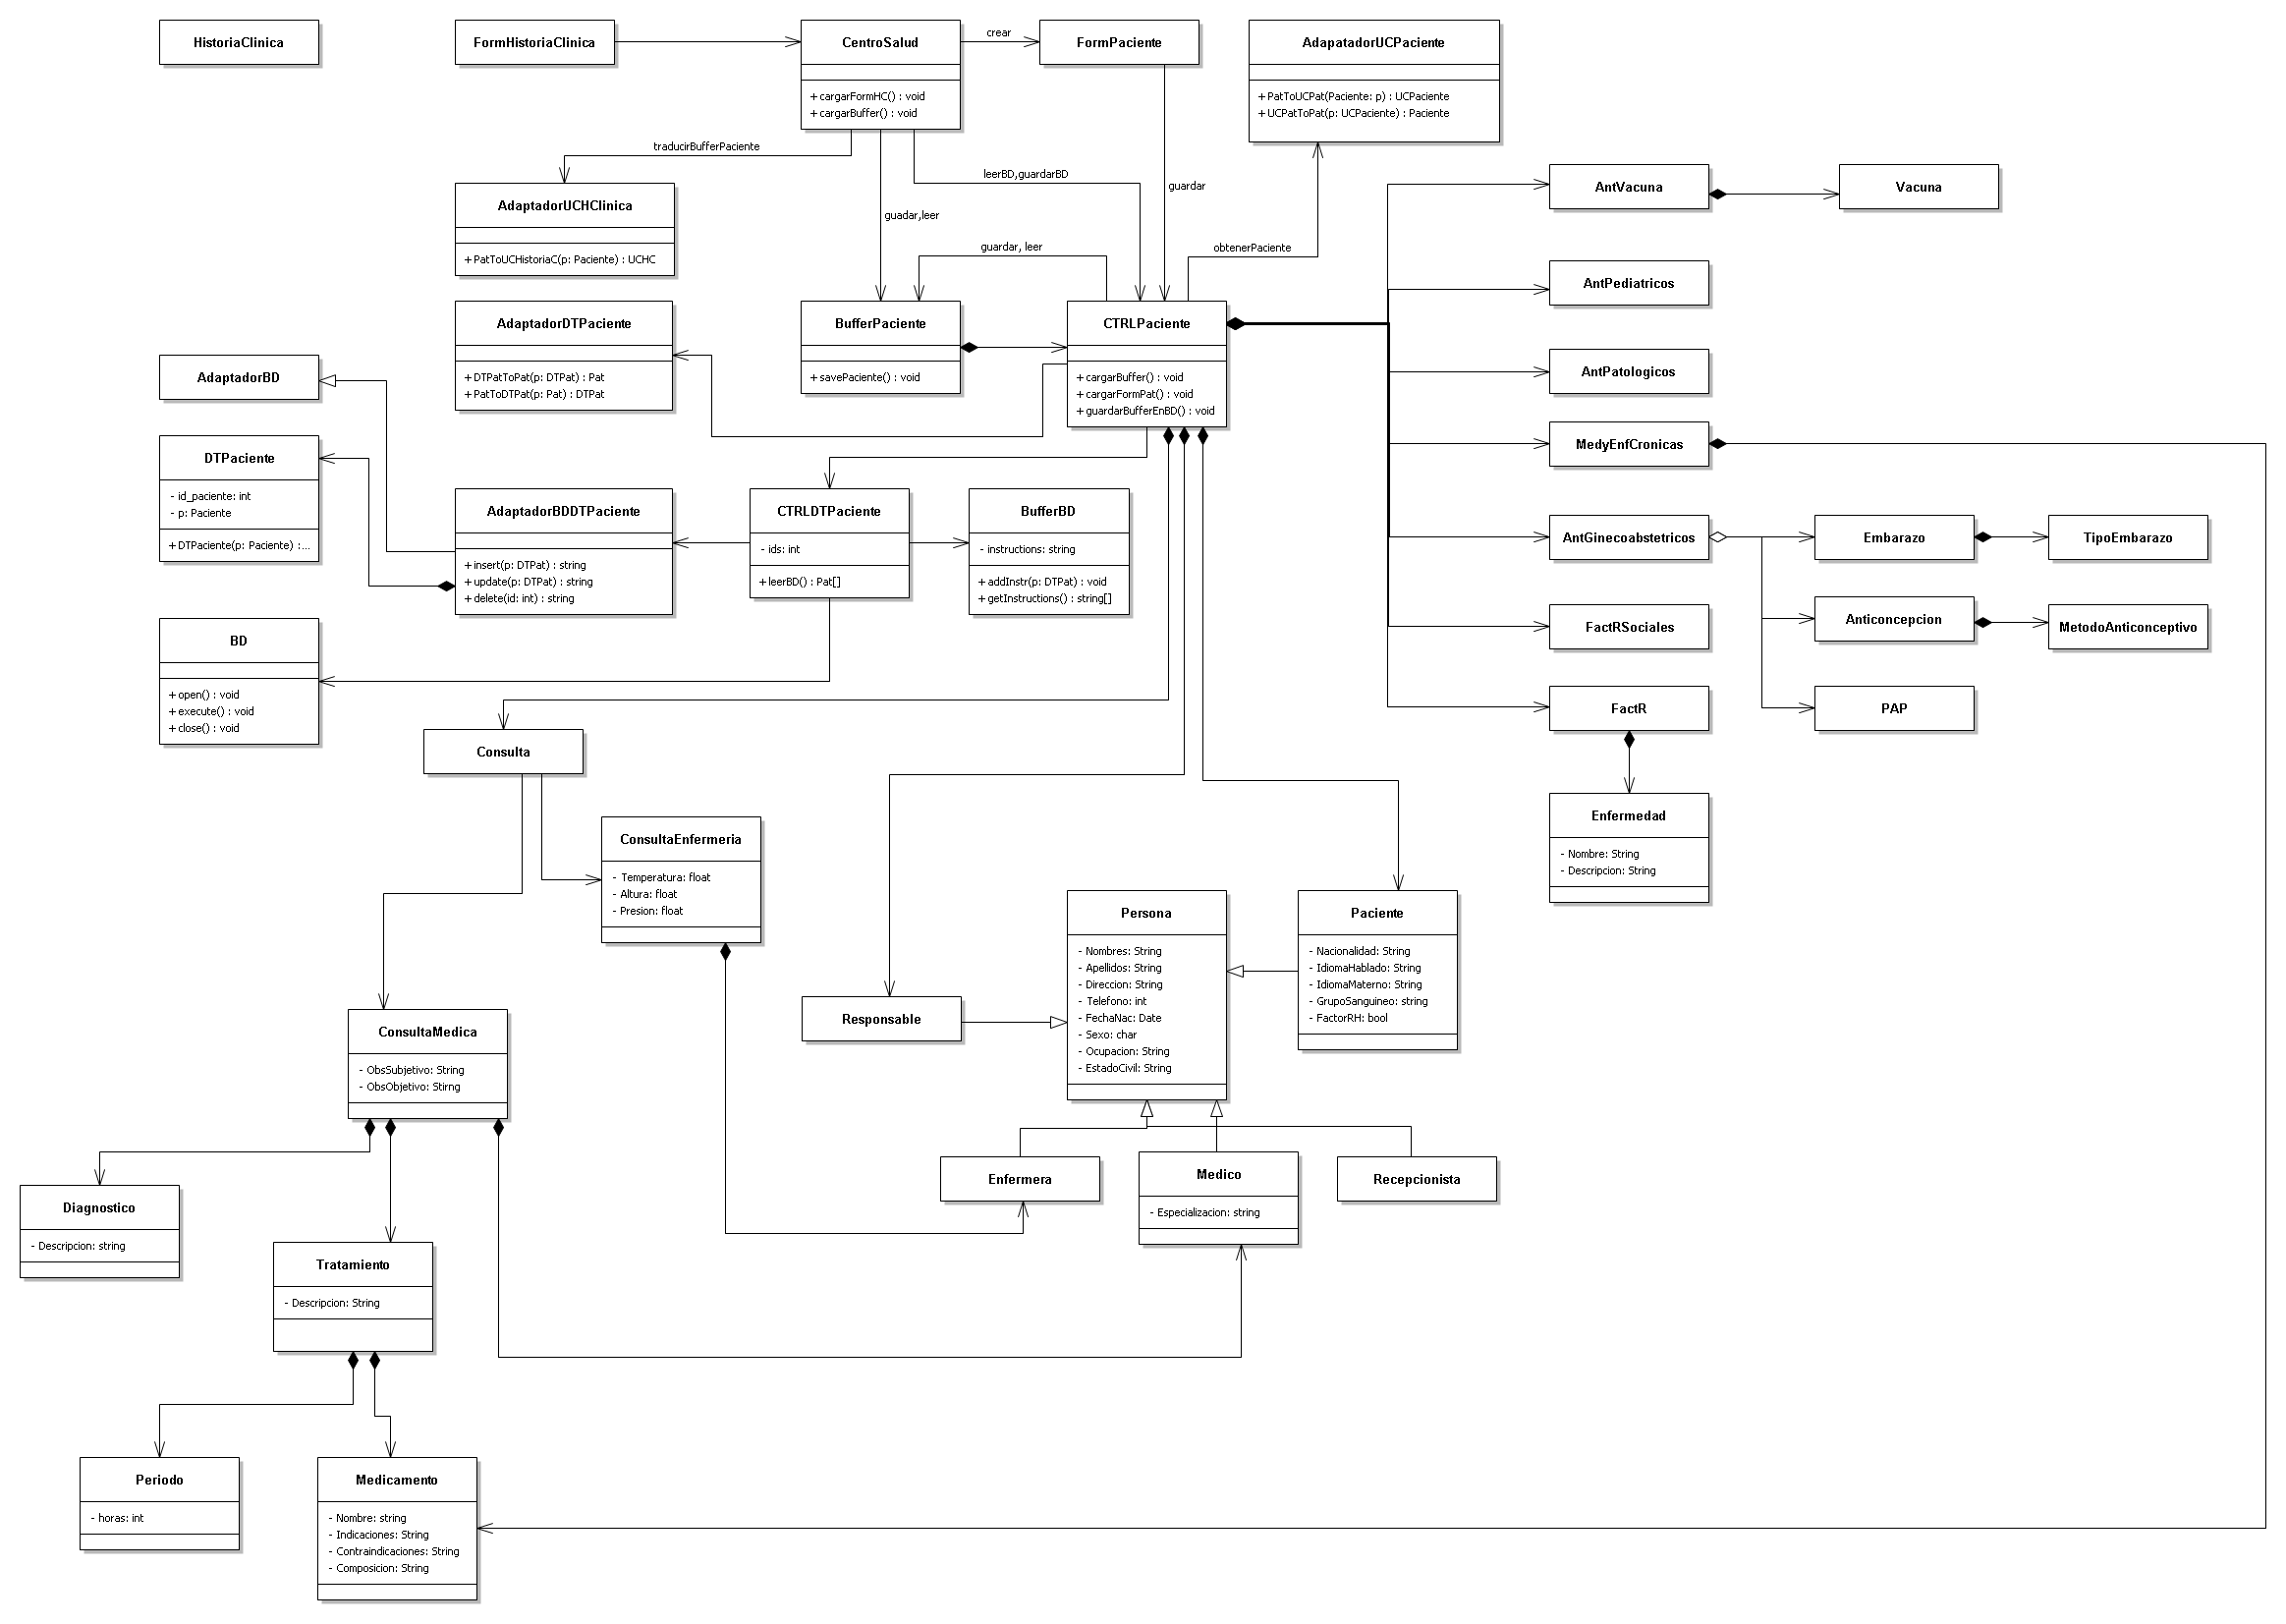 HistoriaClinica
FormHistoriaClinica
CentroSalud
+ cargarFormHC() : void
+ cargarBuffer() : void
crear
FormPaciente
AdapatadorUCPaciente
+ PatToUCPat(Paciente: p) : UCPaciente
+ UCPatToPat(p: UCPaciente) : Paciente
traducirBufferPaciente
leerBD,guardarBD
guardar
guadar,leer
guardar, leer
obtenerPaciente
AdaptadorUCHClinica
+ PatToUCHistoriaC(p: Paciente) : UCHC
AntVacuna
Vacuna
AntPediatricos
AntPatologicos
MedyEnfCronicas
AntGinecoabstetricos
Embarazo
TipoEmbarazo
Anticoncepcion
MetodoAnticonceptivo
PAP
FactRSociales
FactR
Enfermedad
- Nombre: String
- Descripcion: String
AdaptadorDTPaciente
+ DTPatToPat(p: DTPat) : Pat
+ PatToDTPat(p: Pat) : DTPat
BufferPaciente
+ savePaciente() : void
CTRLPaciente
+ cargarBuffer() : void
+ cargarFormPat() : void
+ guardarBufferEnBD() : void
AdaptadorBD
DTPaciente
- id_paciente: int
- p: Paciente
+ DTPaciente(p: Paciente) :...
AdaptadorBDDTPaciente
+ insert(p: DTPat) : string
+ update(p: DTPat) : string
+ delete(id: int) : string
CTRLDTPaciente
- ids: int
+ leerBD() : Pat[]
BufferBD
- instructions: string
+ addInstr(p: DTPat) : void
+ getInstructions() : string[]
BD
+ open() : void
+ execute() : void
+ close() : void
Consulta
ConsultaEnfermeria
- Temperatura: float
- Altura: float
- Presion: float
Persona
- Nombres: String
- Apellidos: String
- Direccion: String
- Telefono: int
- FechaNac: Date
- Sexo: char
- Ocupacion: String
- EstadoCivil: String
Paciente
- Nacionalidad: String
- IdiomaHablado: String
- IdiomaMaterno: String
- GrupoSanguineo: string
- FactorRH: bool
Responsable
ConsultaMedica
- ObsSubjetivo: String
- ObsObjetivo: Stirng
Enfermera
Medico
- Especializacion: string
Recepcionista
Diagnostico
- Descripcion: string
Tratamiento
- Descripcion: String
Periodo
- horas: int
Medicamento
- Nombre: string
- Indicaciones: String
- Contraindicaciones: String
- Composicion: String